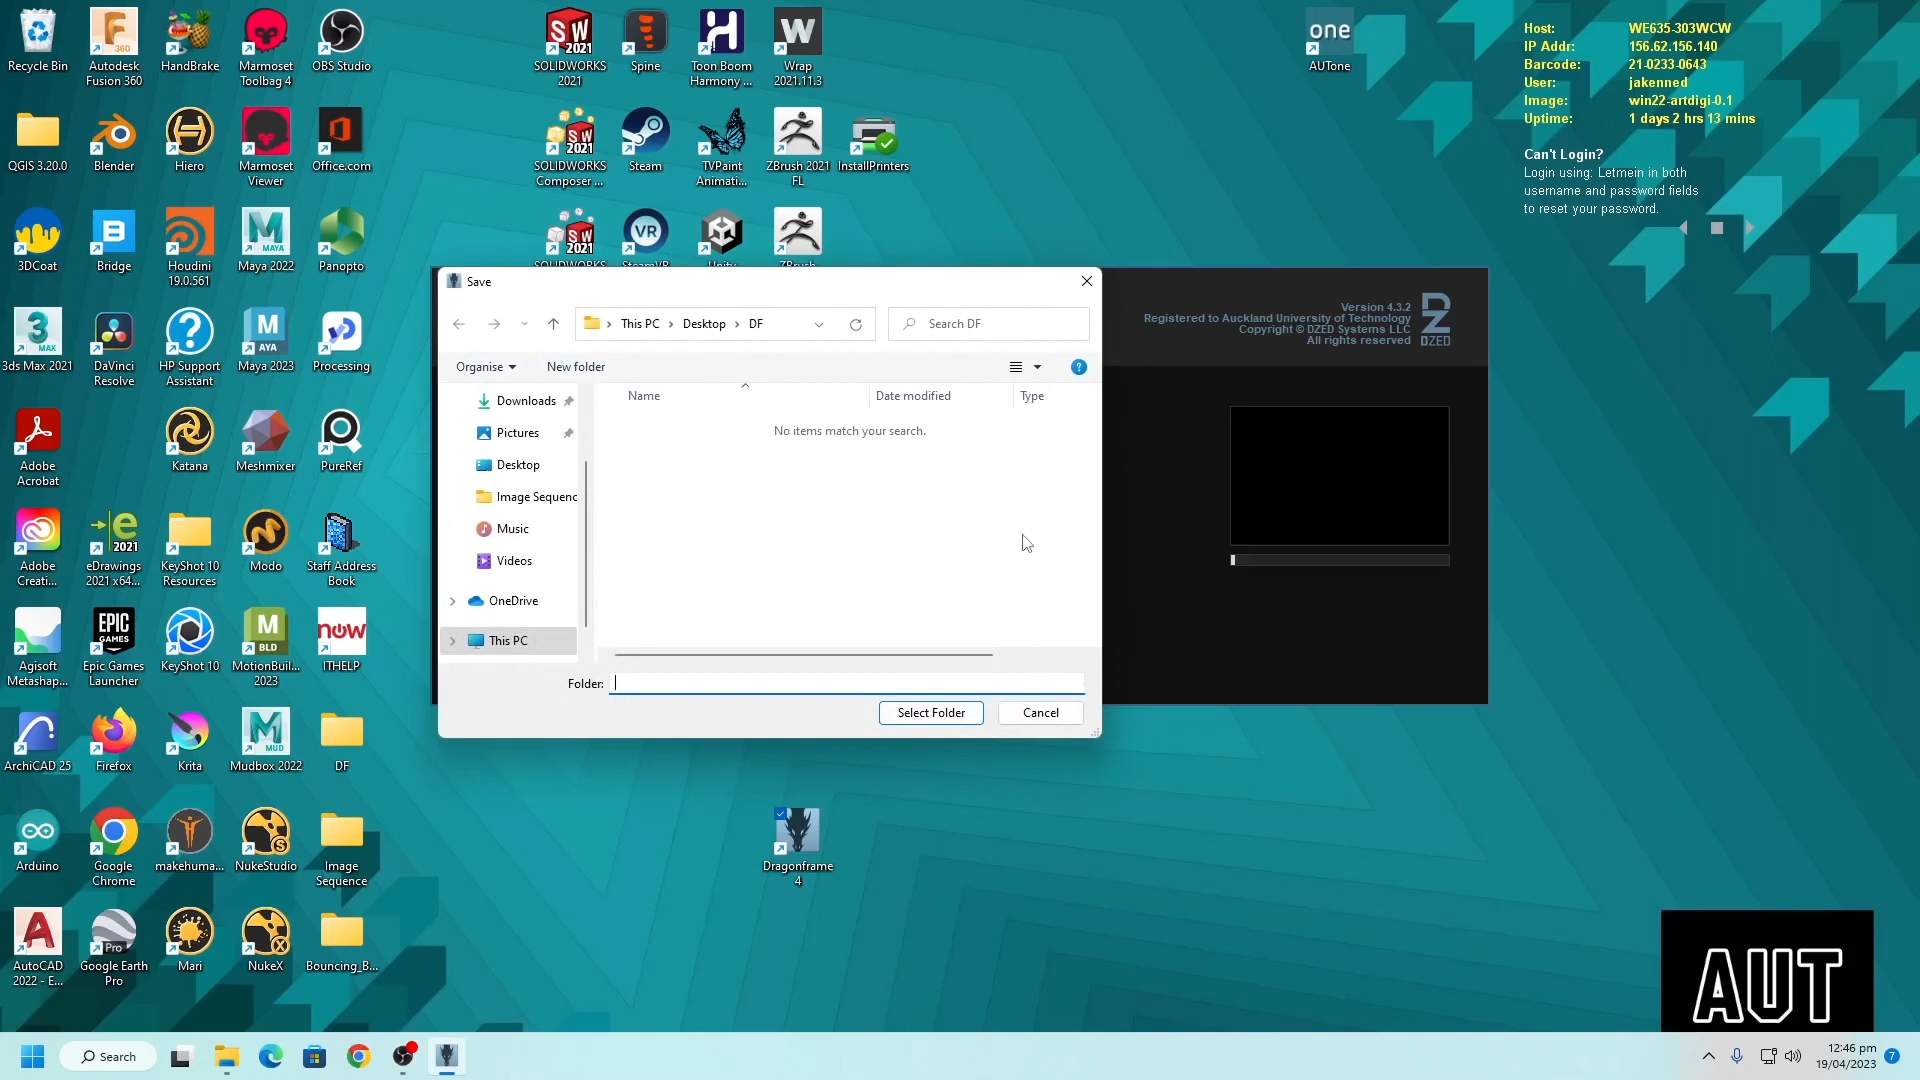 Recycle Bin
Autodesk
Fusion 360
HandBrake
Marmoset
Toolbag 4
OBS Studio
SOLIDWORKS
2021
Spine
Toon Boom
Harmony ...
Wrap
2021.11.3
one
AUTone
Host: WE635-303WCW
IP Addr: 156.62.156.140
Barcode: 21-0233-0643
User: jakenned
Image: win22-artdigi-0.1
Uptime: 1 days 2 hrs 13 mins
Can't Login?
Login using: Letmein in both
username and password fields
to reset your password.
QGIS 3.20.0
Blender
Hiero
Marmoset
Viewer
Office.com
SOLIDWORKS
Composer ...
Steam
TVPaint
Animati...
ZBrush 2021
FL
InstallPrinters
3DCoat
Bridge
Houdini
19.0.561
Maya 2022
Panopto
SOLIDWORKS
SteamVR
Unity
ZBrush
Save
This PC
Desktop
DF
Search DF
Organise
New folder
Name
Date modified
Type
Downloads
No items match your search.
Pictures
Desktop
Image Sequenc
Music
Videos
OneDrive
This PC
Folder:
Select Folder
Cancel
Version 4.3.2
Registered to Auckland University of Technology
Copyright © DZED Systems LLC
All rights reserved
DZED
3ds Max 2021
DaVinci
Resolve
HP Support
Assistant
Maya 2023
Processing
Adobe
Acrobat
Katana
Meshmixer
PureRef
Adobe
Creati...
eDrawings
2021 x64...
KeyShot 10
Resources
Modo
Staff Address
Book
Agisoft
Metashap...
Epic Games
Launcher
KeyShot 10
MotionBuil...
2023
ITHELP
ArchiCAD 25
Firefox
Krita
Mudbox 2022
DF
Arduino
Google
Chrome
makehuma...
NukeStudio
Image
Sequence
Dragonframe
4
AutoCAD
2022 - E...
Google Earth
Pro
Mari
NukeX
Bouncing_B...
AUT
Search
12:46 pm
19/04/2023
7